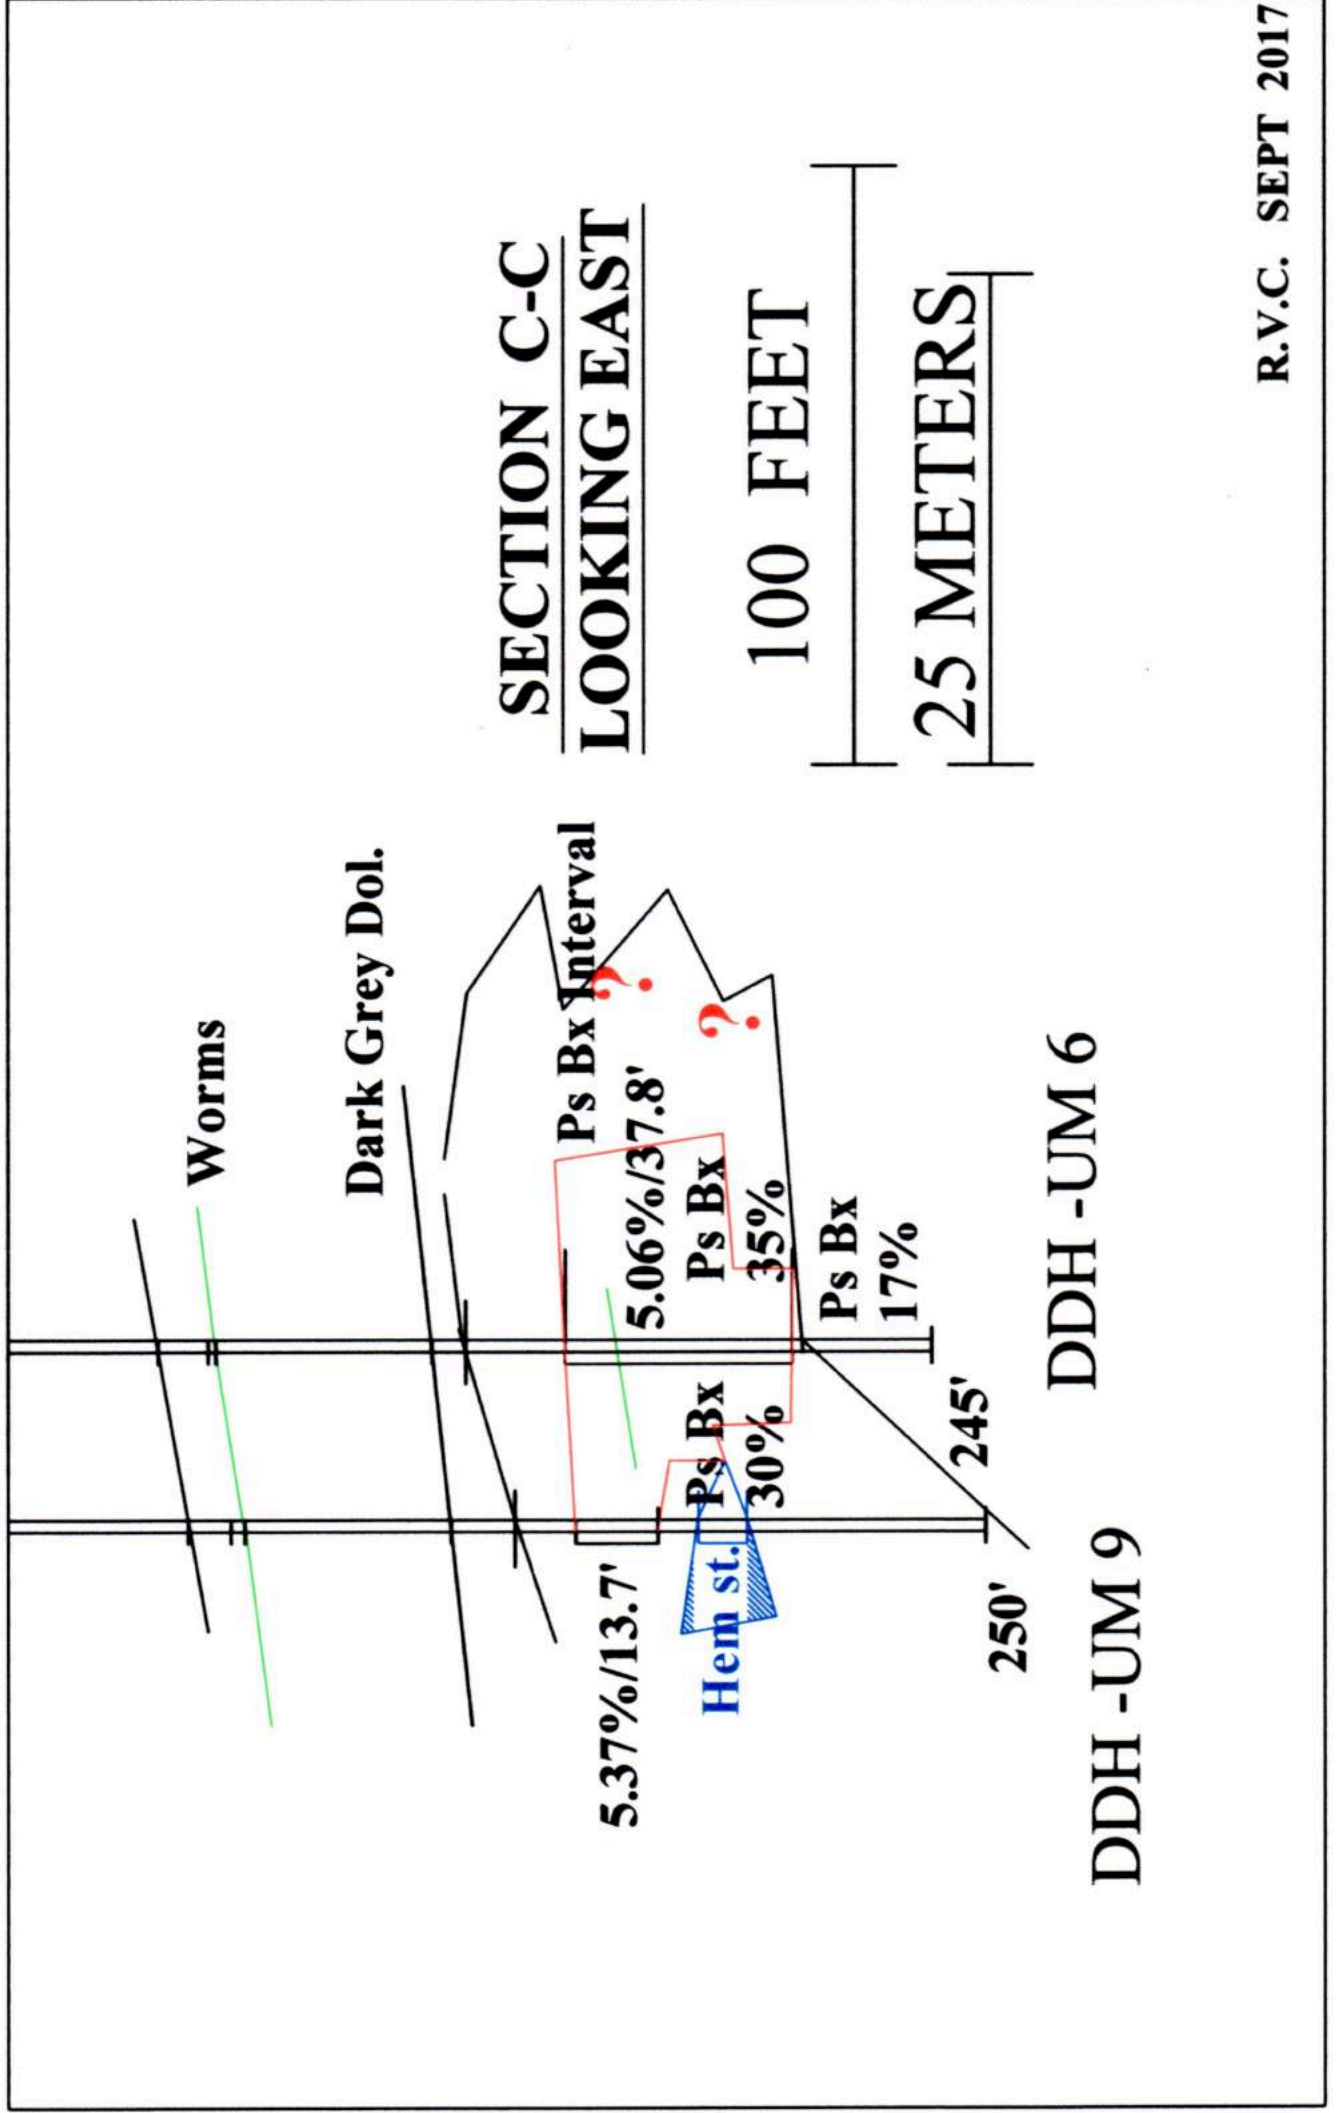 Worms
Dark Grey Dol.
SECTION C-C
LOOKING EAST
Ps Bx Interval
?
?
5.37%/13.7'
5.06%/37.8'
Ps Bx
30%
Ps Bx
35%
Hem st.
Ps Bx
17%
100 FEET
25 METERS
250'
245'
DDH -UM 9
DDH -UM 6
R.V.C. SEPT 2017